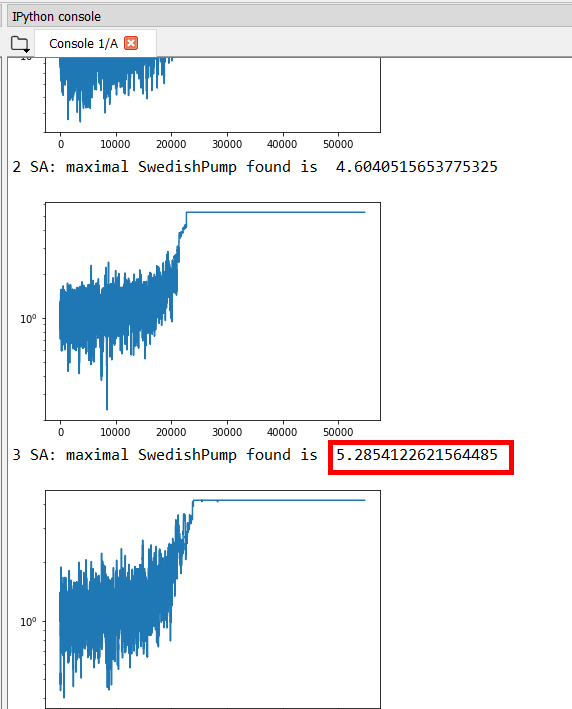 IPython console
Console 1/A
0 10000 20000 30000 40000 50000
2 SA: maximal SwedishPump found is 4.6040515653775325
10⁰
0 10000 20000 30000 40000 50000
3 SA: maximal SwedishPump found is 5.2854122621564485
10⁰